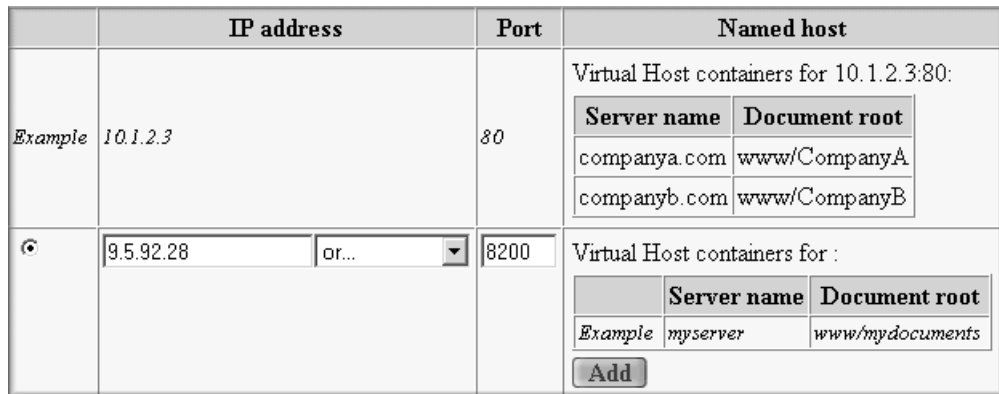 IP address Port Named host
Virtual Host containers for 10.1.2.3:80:
Server name Document root
Example 10.1.2.3 80
companya.com www/CompanyA
companyb.com www/CompanyB
9.5.92.28 or... 8200 Virtual Host containers for :
Server name Document root
Example myserver www/mydocuments
Add